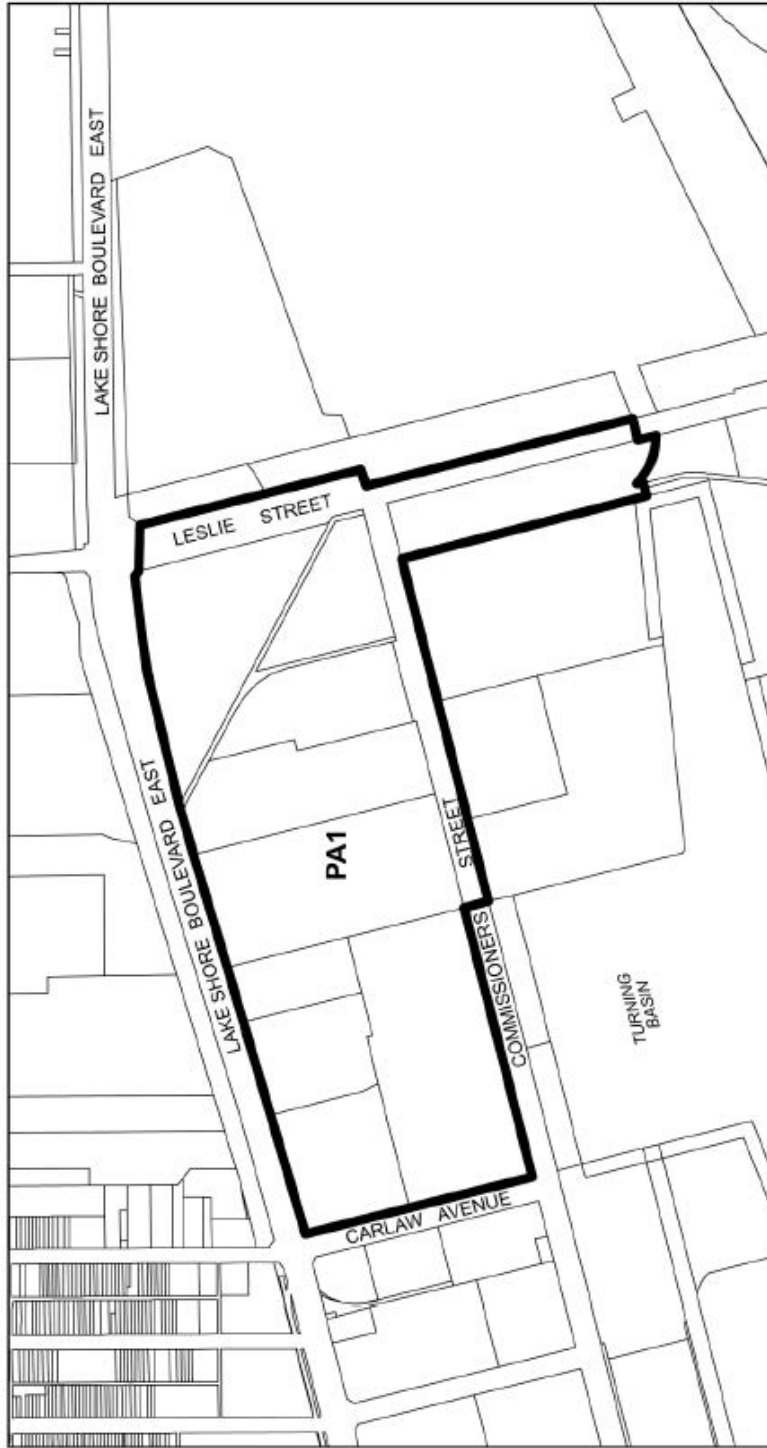 LAKE SHORE BOULEVARD EAST
LESLIE STREET
LAKE SHORE BOULEVARD EAST
PA1
STREET
COMMISSIONERS
TURNING
BASIN
CARLAW AVENUE